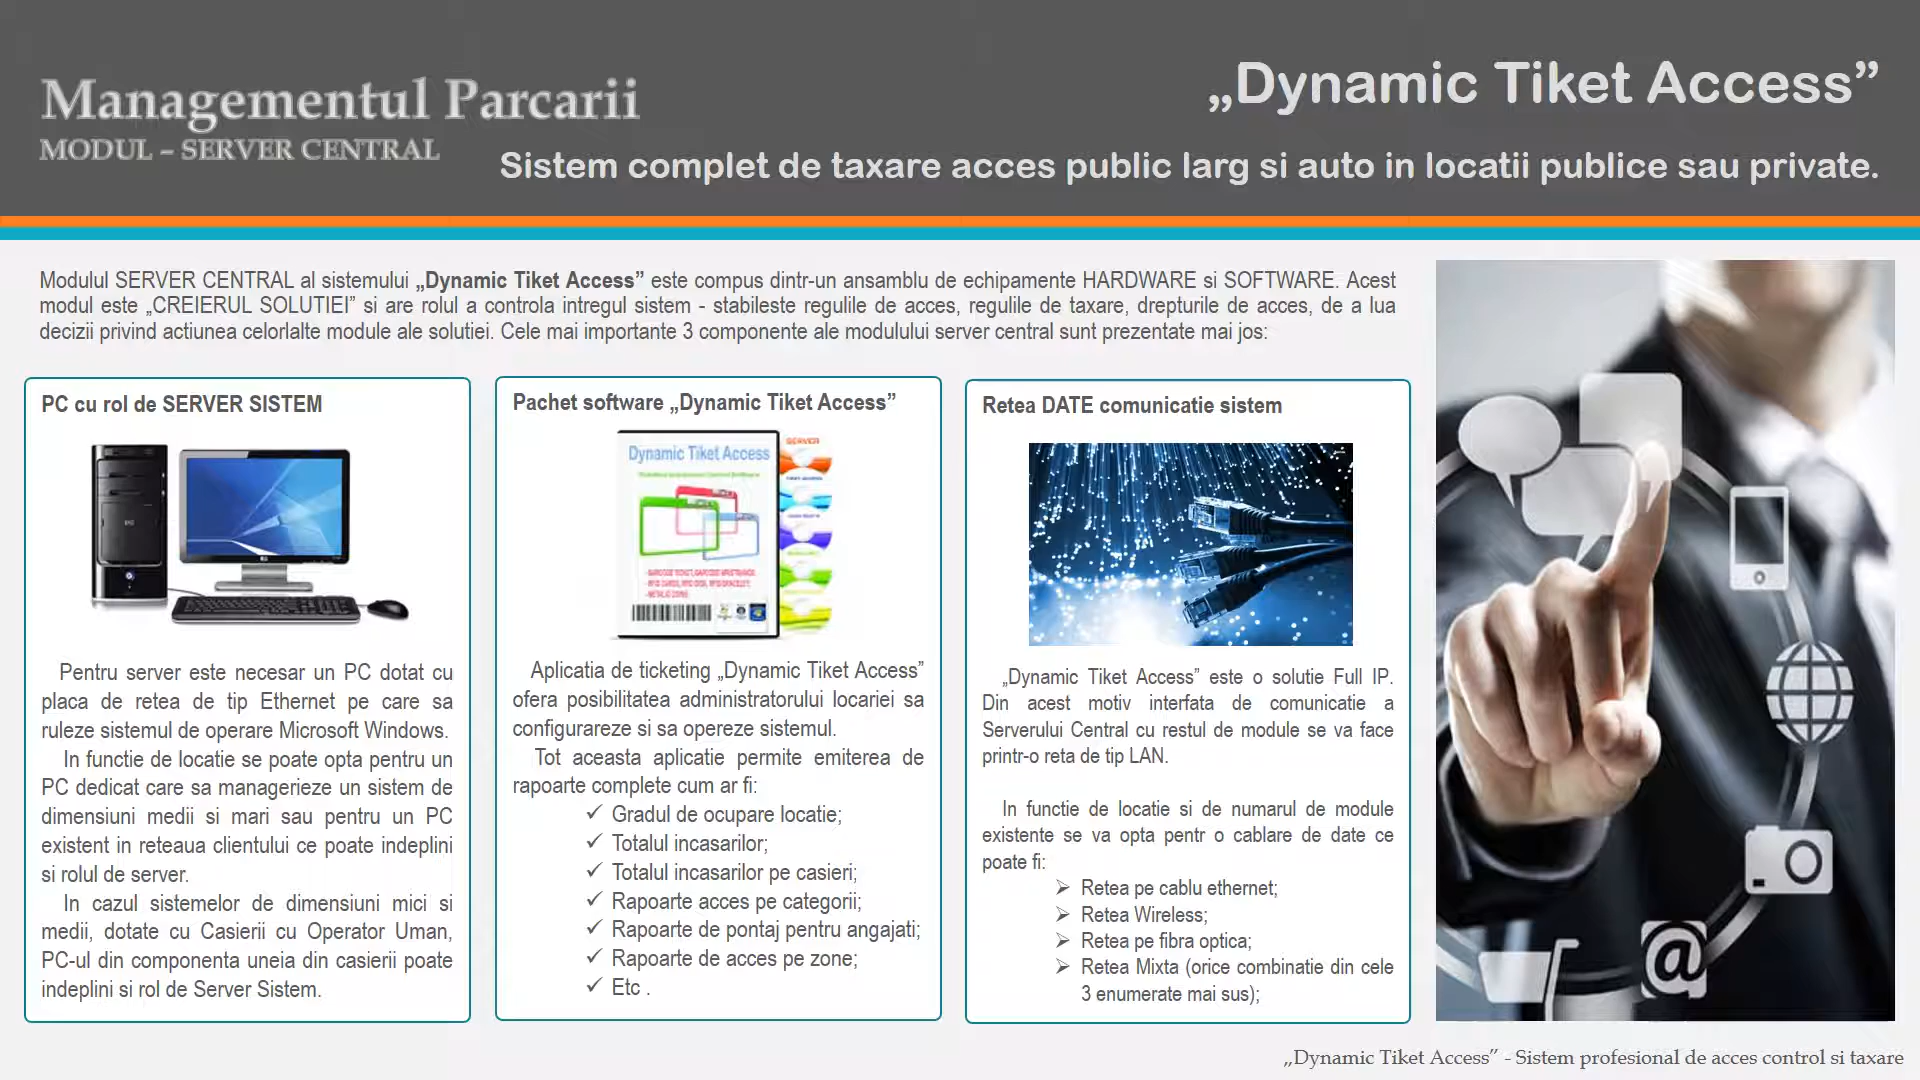 Managementul Parcarii
MODUL – SERVER CENTRAL
„Dynamic Tiket Access”
Sistem complet de taxare acces public larg si auto in locatii publice sau private.
Modulul SERVER CENTRAL al sistemului „Dynamic Tiket Access” este compus dintr-un ansamblu de echipamente HARDWARE si SOFTWARE. Acest
modul este „CREIERUL SOLUTIEI” si are rolul a controla intregul sistem - stabileste regulile de acces, regulile de taxare, drepturile de acces, de a lua
decizii privind actiunea celorlalte module ale solutiei. Cele mai importante 3 componente ale modulului server central sunt prezentate mai jos:
PC cu rol de SERVER SISTEM
Pentru server este necesar un PC dotat cu
placa de retea de tip Ethernet pe care sa
ruleze sistemul de operare Microsoft Windows.
In functie de locatie se poate opta pentru un
PC dedicat care sa managerieze un sistem de
dimensiuni medii si mari sau pentru un PC
existent in reteaua clientului ce poate indeplini
si rolul de server.
In cazul sistemelor de dimensiuni mici si
medii, dotate cu Casierii cu Operator Uman,
PC-ul din componenta uneia din casierii poate
indeplini si rol de Server Sistem.
Pachet software „Dynamic Tiket Access”
Dynamic Tiket Access
SERVER
Aplicatia de ticketing „Dynamic Tiket Access”
ofera posibilitatea administratorului locariei sa
configurareze si sa opereze sistemul.
Tot aceasta aplicatie permite emiterea de
rapoarte complete cum ar fi:
✓ Gradul de ocupare locatie;
✓ Totalul incasarilor;
✓ Totalul incasarilor pe casieri;
✓ Rapoarte acces pe categorii;
✓ Rapoarte de pontaj pentru angajati;
✓ Rapoarte de acces pe zone;
✓ Etc .
Retea DATE comunicatie sistem
„Dynamic Tiket Access” este o solutie Full IP.
Din acest motiv interfata de comunicatie a
Serverului Central cu restul de module se va face
printr-o reta de tip LAN.
In functie de locatie si de numarul de module
existente se va opta pentr o cablare de date ce
poate fi:
➢ Retea pe cablu ethernet;
➢ Retea Wireless;
➢ Retea pe fibra optica;
➢ Retea Mixta (orice combinatie din cele
3 enumerate mai sus);
@
„Dynamic Tiket Access” - Sistem profesional de acces control si taxare